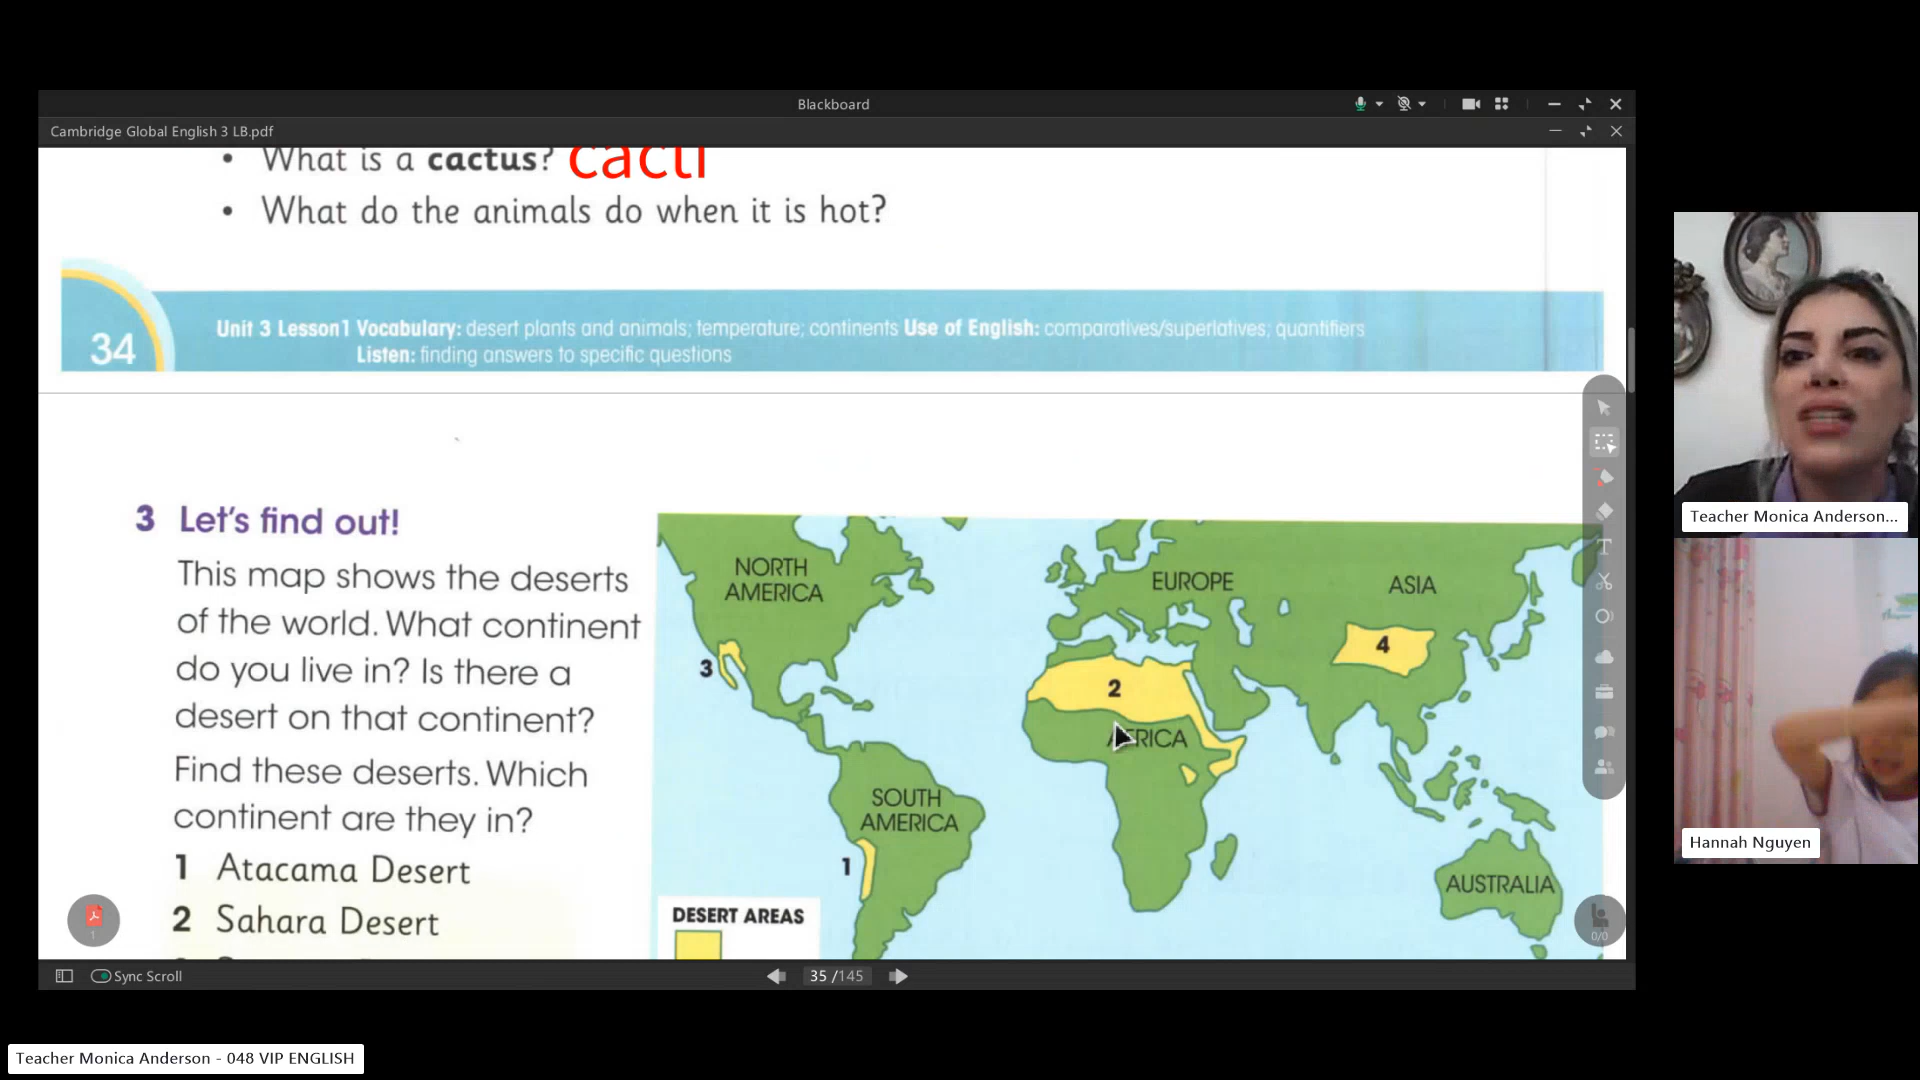 Blackboard
Cambridge Global English 3 LB.pdf
• What is a cactus? cacti
• What do the animals do when it is hot?
34
Unit 3 Lesson1 Vocabulary: desert plants and animals; temperature; continents Use of English: comparatives/superlatives; quantifiers
Listen: finding answers to specific questions
3 Let's find out!
This map shows the deserts
of the world. What continent
do you live in? Is there a
desert on that continent?
Find these deserts. Which
continent are they in?
1 Atacama Desert
2 Sahara Desert
NORTH
AMERICA
EUROPE
ASIA
3
4
2
AFRICA
SOUTH
AMERICA
1
AUSTRALIA
DESERT AREAS
T
1
0/0
Sync Scroll
35 /145
Teacher Monica Anderson...
Hannah Nguyen
Teacher Monica Anderson - 048 VIP ENGLISH